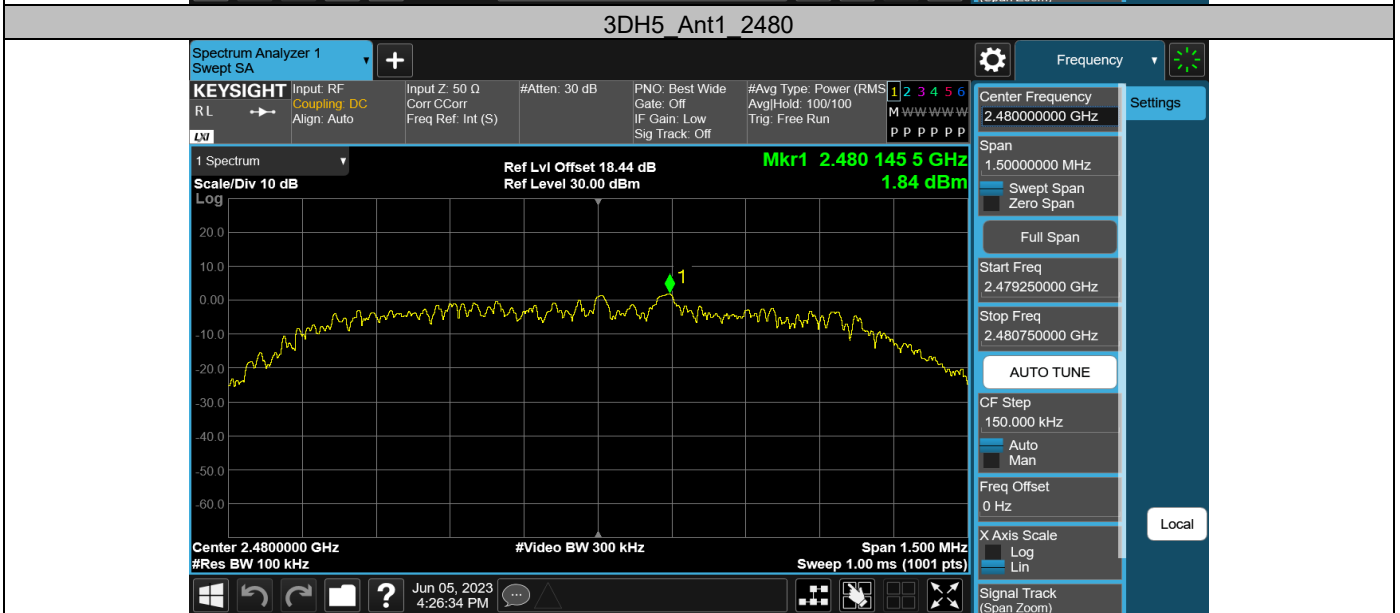 (Span Zoom)
3DH5_Ant1_2480
Spectrum Analyzer 1
Swept SA
Frequency
KEYSIGHT
R L
LXI
Input: RF
Coupling: DC
Align: Auto
Input Z: 50 Ω
Corr CCorr
Freq Ref: Int (S)
#Atten: 30 dB
PNO: Best Wide
Gate: Off
IF Gain: Low
Sig Track: Off
#Avg Type: Power (RMS
Avg|Hold: 100/100
Trig: Free Run
1 2 3 4 5 6
M W W W W W
P P P P P P
Center Frequency
2.480000000 GHz
Settings
Span
1.50000000 MHz
Swept Span
Zero Span
Full Span
Start Freq
2.479250000 GHz
Stop Freq
2.480750000 GHz
AUTO TUNE
CF Step
150.000 kHz
Auto
Man
Freq Offset
0 Hz
X Axis Scale
Log
Lin
Local
Signal Track
(Span Zoom)
1 Spectrum
Scale/Div 10 dB
Ref Lvl Offset 18.44 dB
Ref Level 30.00 dBm
Mkr1 2.480 145 5 GHz
1.84 dBm
Log
20.0
10.0
0.00
-10.0
-20.0
-30.0
-40.0
-50.0
-60.0
1
Center 2.4800000 GHz
#Res BW 100 kHz
#Video BW 300 kHz
Span 1.500 MHz
Sweep 1.00 ms (1001 pts)
?
Jun 05, 2023
4:26:34 PM